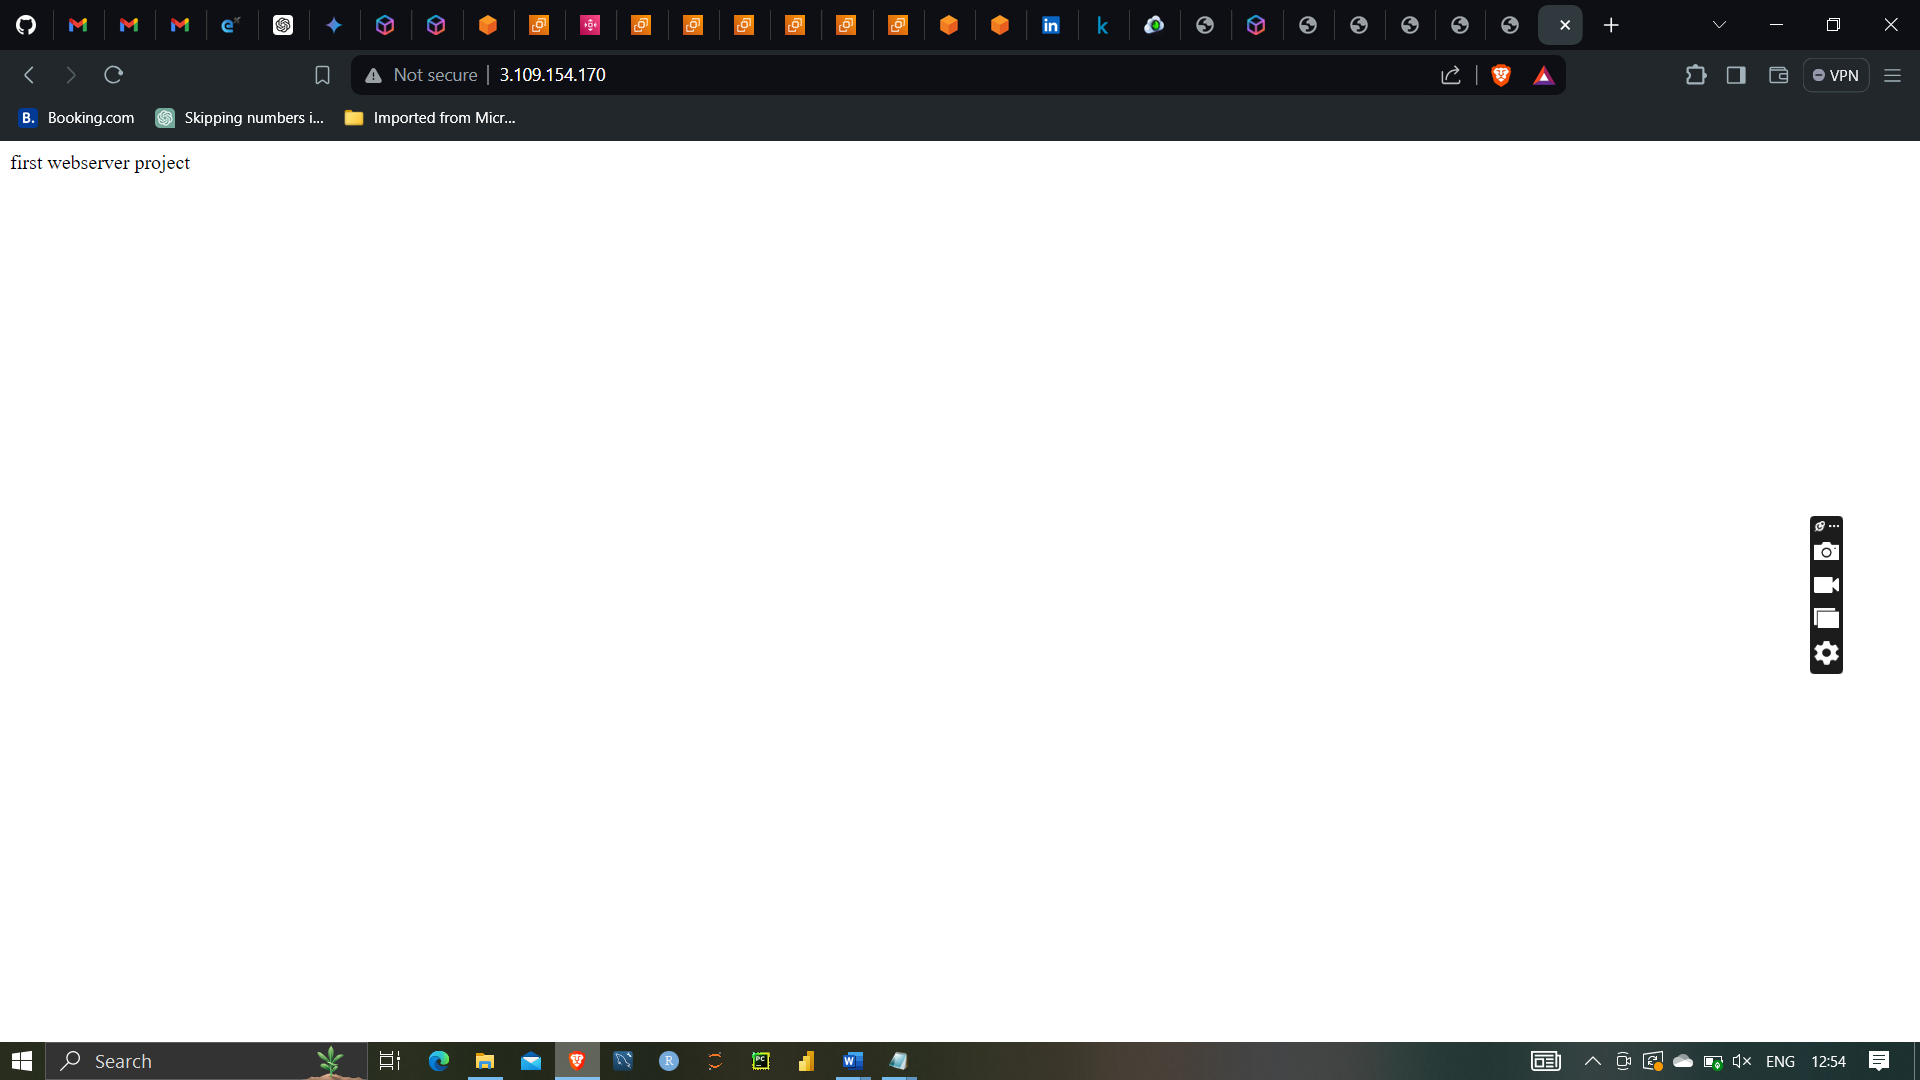 Not secure
3.109.154.170
VPN
B. Booking.com
Skipping numbers i...
Imported from Micr...
first webserver project
Search
ENG
12:54